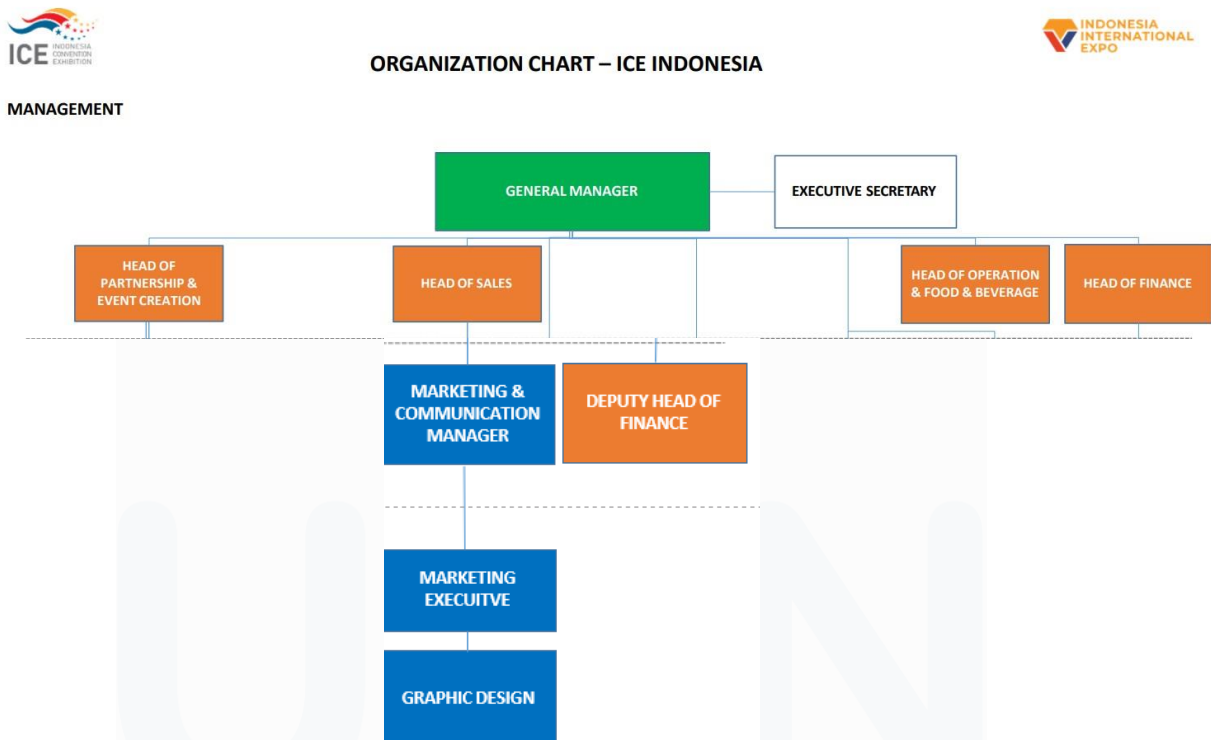 ICE INDONESIA
CONVENTION
EXHIBITION
INDONESIA
INTERNATIONAL
EXPO
ORGANIZATION CHART – ICE INDONESIA
MANAGEMENT
GENERAL MANAGER
EXECUTIVE SECRETARY
HEAD OF
PARTNERSHIP &
EVENT CREATION
HEAD OF SALES
HEAD OF OPERATION
& FOOD & BEVERAGE
HEAD OF FINANCE
MARKETING &
COMMUNICATION
MANAGER
DEPUTY HEAD OF
FINANCE
MARKETING
EXECUITVE
GRAPHIC DESIGN
U N